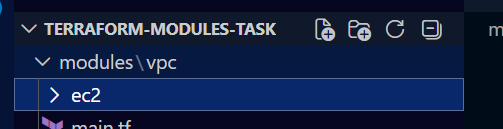 TERRAFORM-MODULES-TASK
modules\vpc
ec2
main.tf